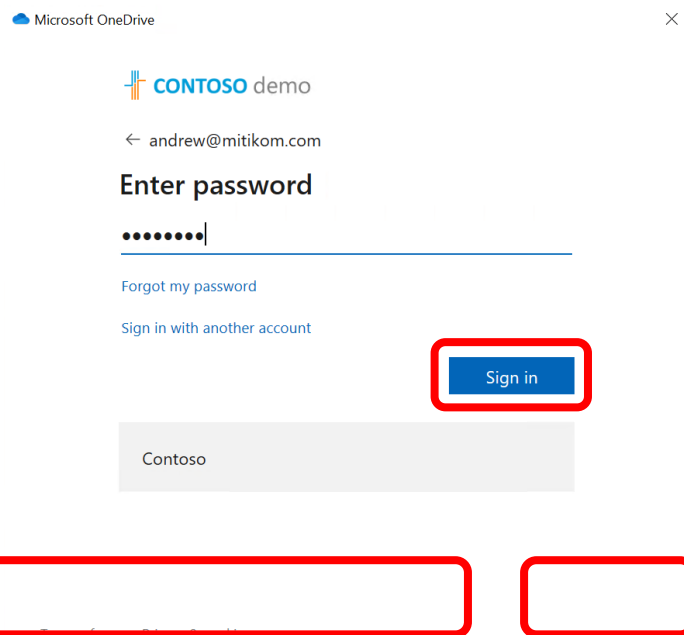 Microsoft OneDrive
CONTOSO demo
andrew@mitikom.com
Enter password
••••••••
Forgot my password
Sign in with another account
Sign in
Contoso